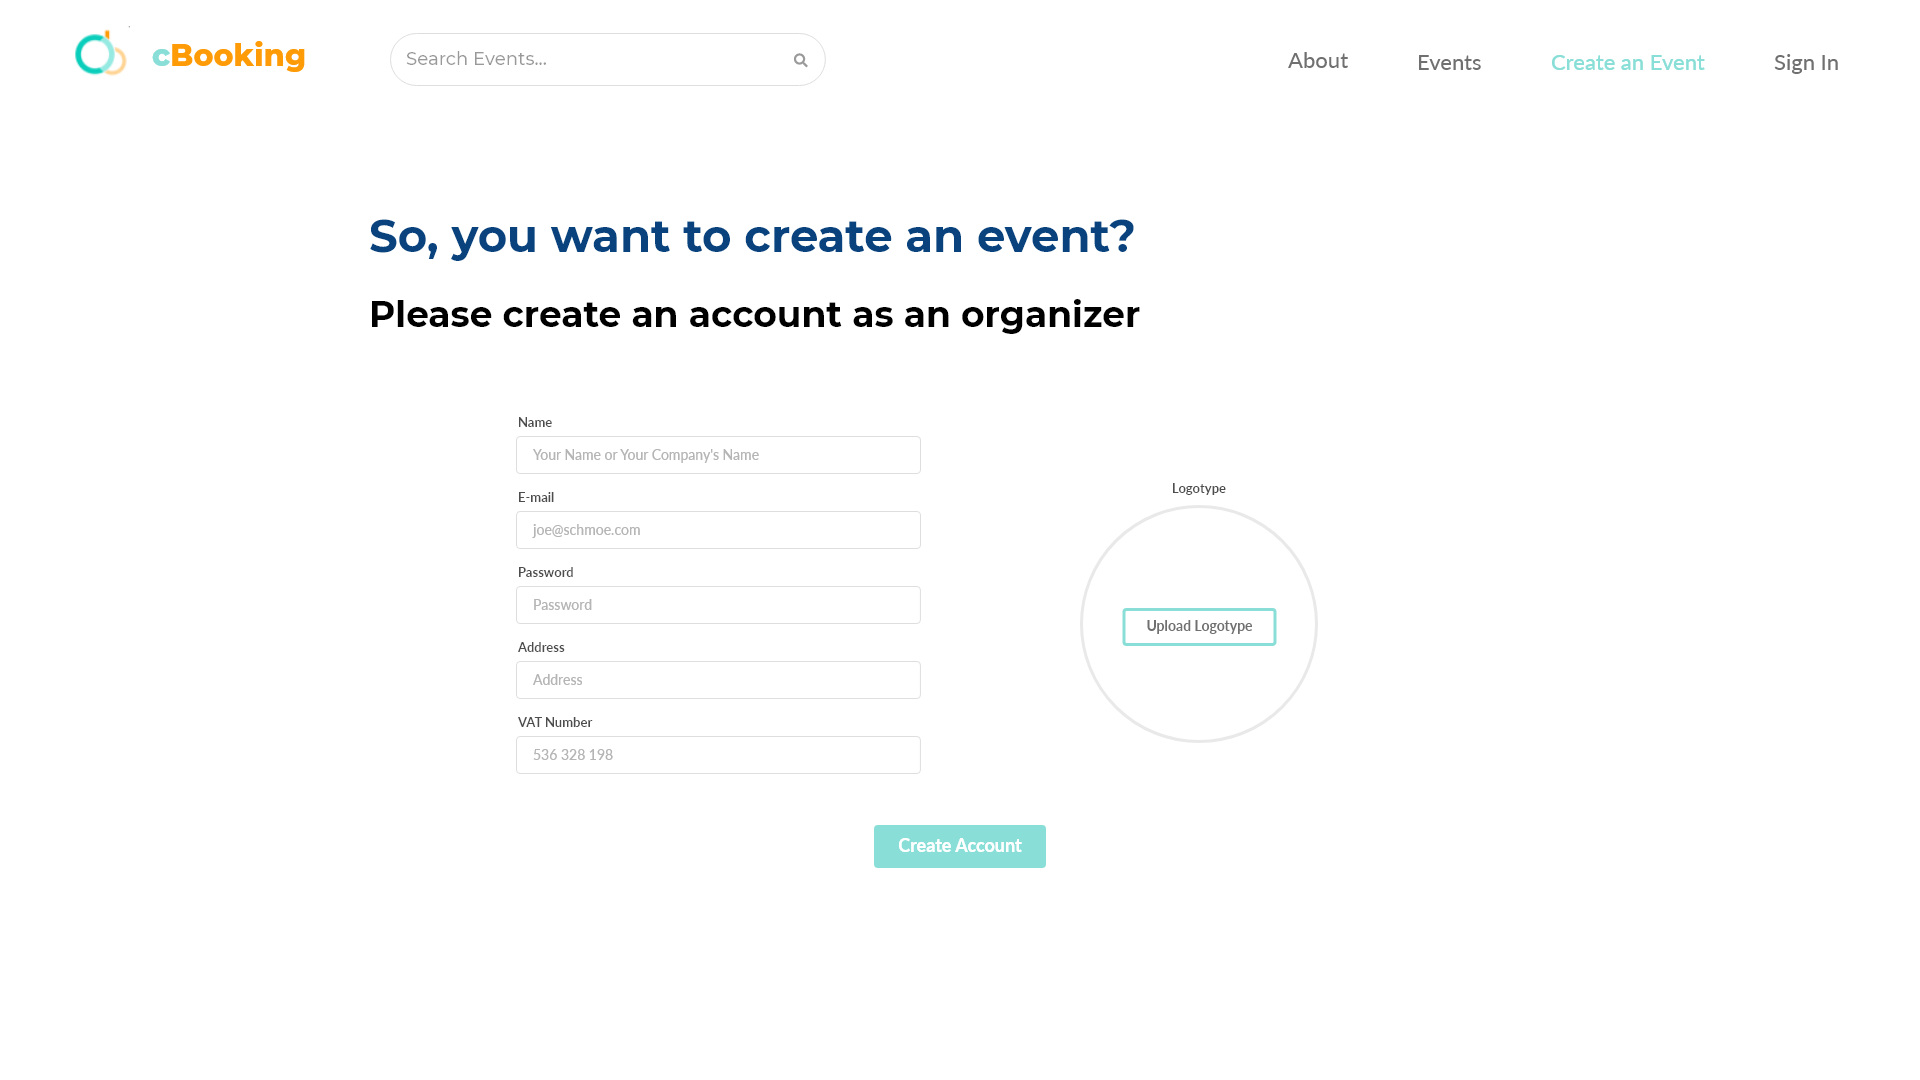 cBooking
Search Events...
About
Events
Create an Event
Sign In
So, you want to create an event?
Please create an account as an organizer
Name
Your Name or Your Company's Name
E-mail
joe@schmoe.com
Password
Password
Address
Address
VAT Number
536 328 198
Logotype
Upload Logotype
Create Account